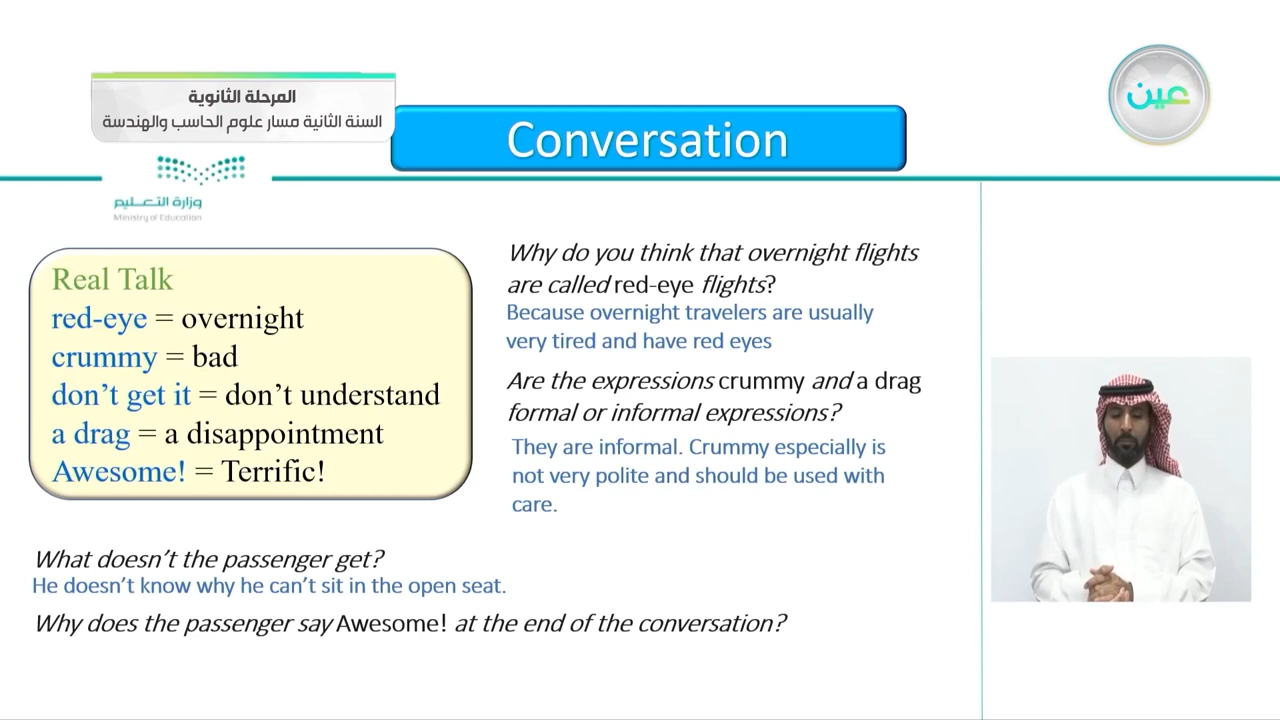 المرحلة الثانوية
السنة الثانية مسار علوم الحاسب والهندسة
عين
Conversation
وزارة التعليم
Ministry of Education
Real Talk
red-eye = overnight
crummy = bad
don’t get it = don’t understand
a drag = a disappointment
Awesome! = Terrific!
Why do you think that overnight flights
are called red-eye flights?
Because overnight travelers are usually
very tired and have red eyes
Are the expressions crummy and a drag
formal or informal expressions?
They are informal. Crummy especially is
not very polite and should be used with
care.
What doesn’t the passenger get?
He doesn’t know why he can’t sit in the open seat.
Why does the passenger say Awesome! at the end of the conversation?